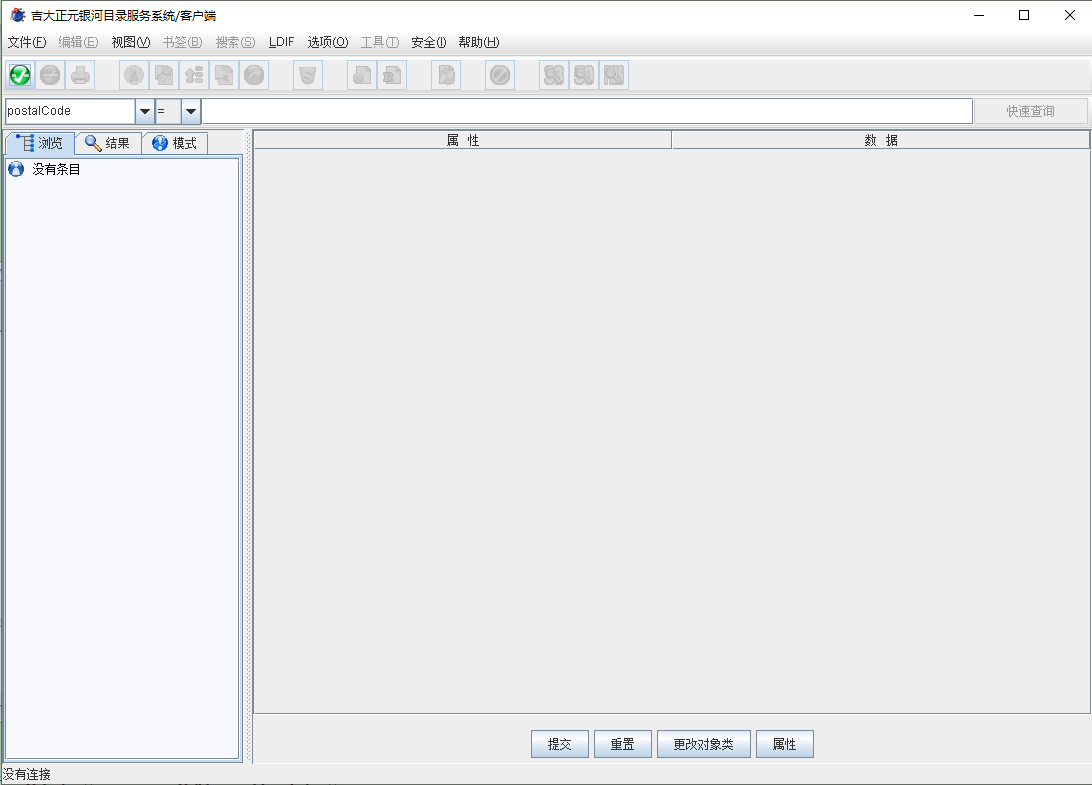 吉大正元银河目录服务系统/客户端
文件(F) 编辑(E) 视图(V) 书签(B) 搜索(S) LDIF 选项(O) 工具(T) 安全(I) 帮助(H)
postalCode = 快速查询
浏览 结果 模式
属 性 数 据
没有条目
提交 重置 更改对象类 属性
没有连接